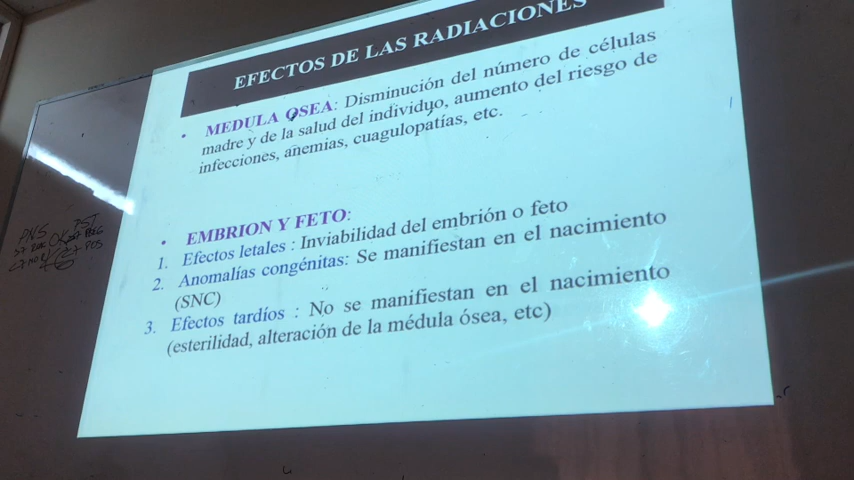 EFECTOS DE LAS RADIACIONES
• MEDULA OSEA: Disminución del número de células
madre y de la salud del individuo, aumento del riesgo de
infecciones, anemias, cuagulopatías, etc.
• EMBRION Y FETO:
1. Efectos letales : Inviabilidad del embrión o feto
2. Anomalías congénitas: Se manifiestan en el nacimiento
(SNC)
3. Efectos tardíos : No se manifiestan en el nacimiento
(esterilidad, alteración de la médula ósea, etc)
PNS
PST